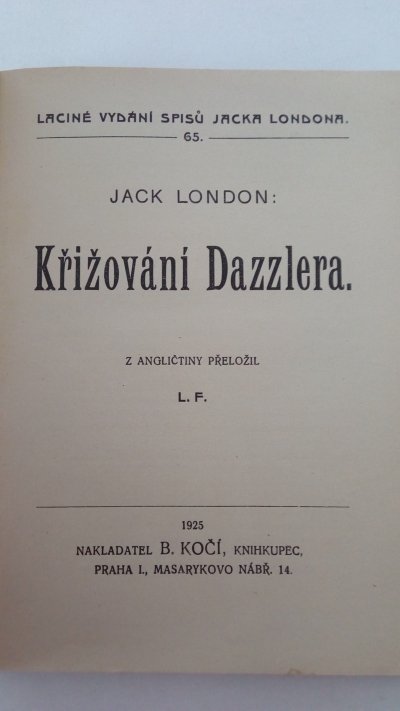 LACINÉ VYDÁNÍ SPISŮ JACKA LONDONA.
65.
JACK LONDON:
Křižování Dazzlera.
Z ANGLIČTINY PŘELOŽIL
L. F.
1925
NAKLADATEL B. KOČÍ, KNIHKUPEC,
PRAHA I., MASARYKOVO NÁBŘ. 14.